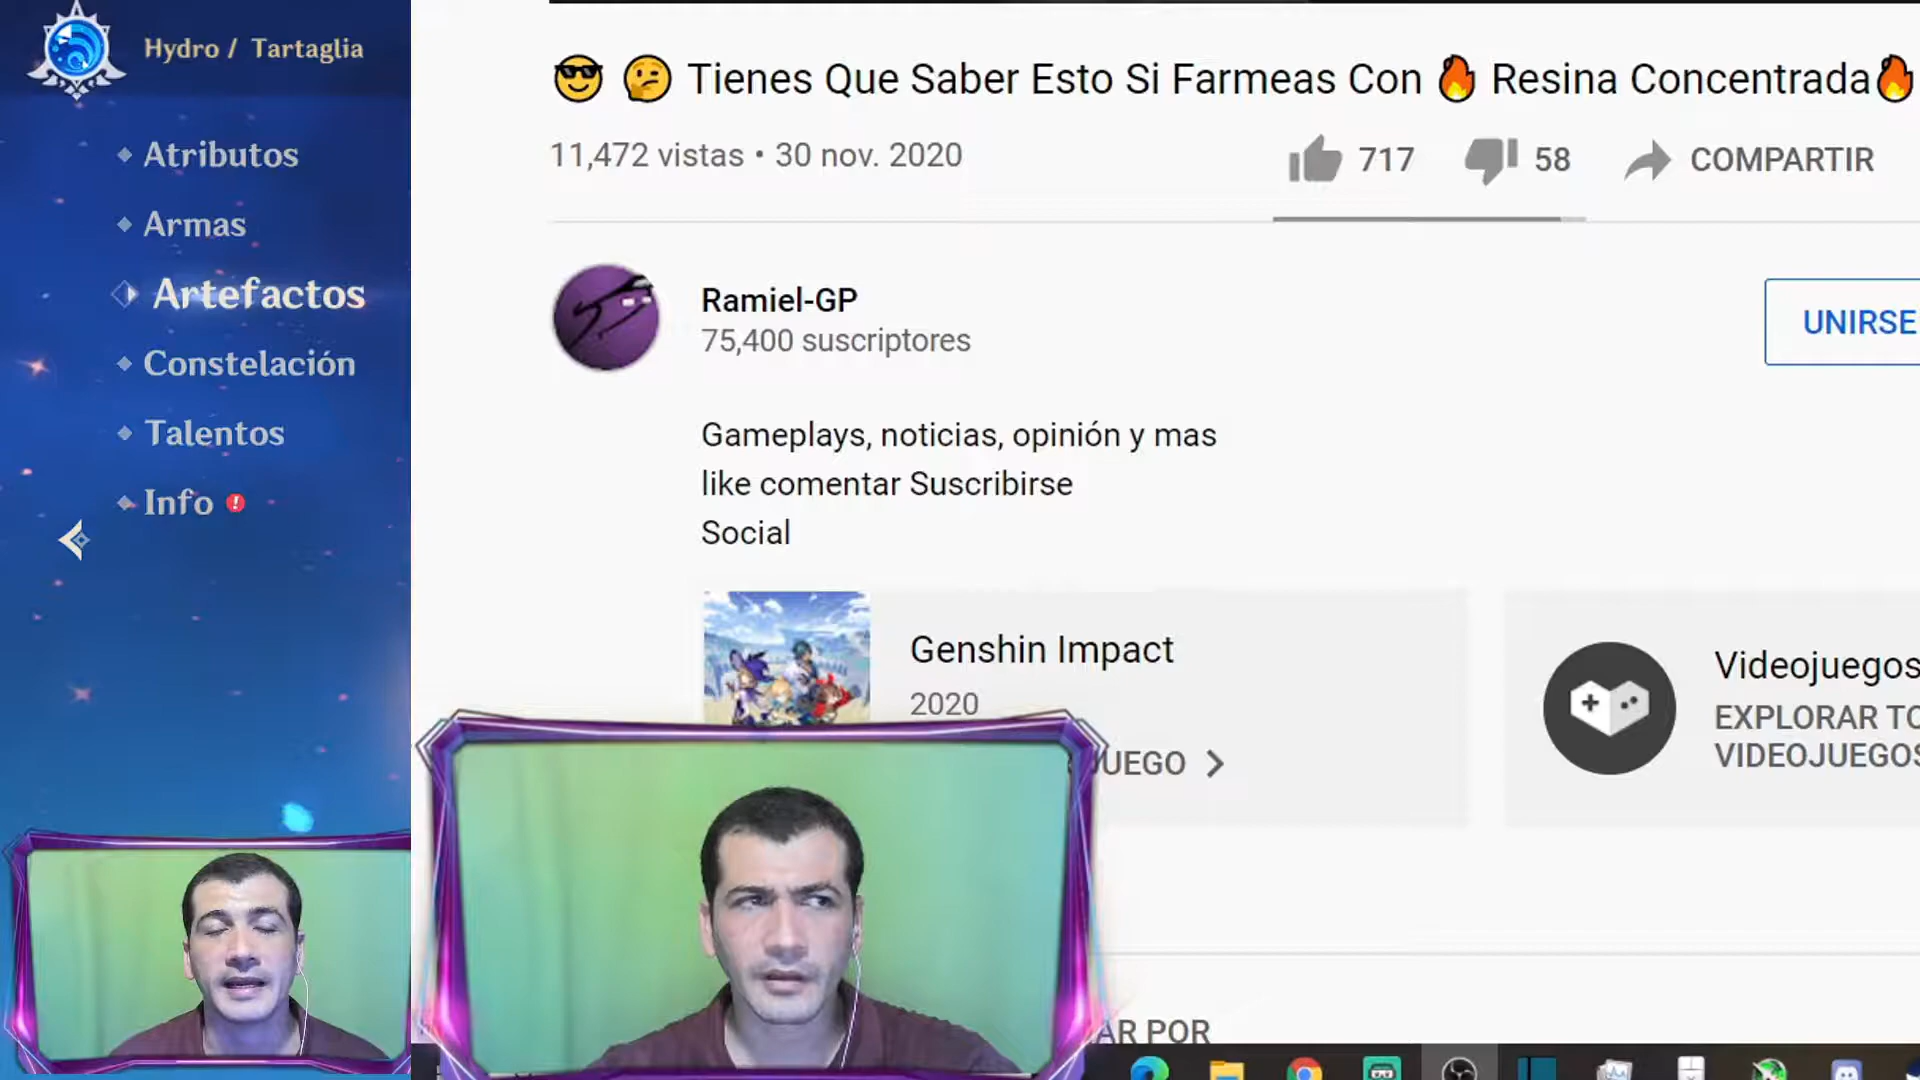 Hydro / Tartaglia
Atributos
Armas
Artefactos
Constelación
Talentos
Info
Tienes Que Saber Esto Si Farmeas Con 🔥 Resina Concentrada🔥
11,472 vistas • 30 nov. 2020
717
58
COMPARTIR
Ramiel-GP
75,400 suscriptores
UNIRSE
Gameplays, noticias, opinión y mas
like comentar Suscribirse
Social
Genshin Impact
2020
JUEGO
Videojuegos
EXPLORAR TO
VIDEOJUEGOS
AR POR